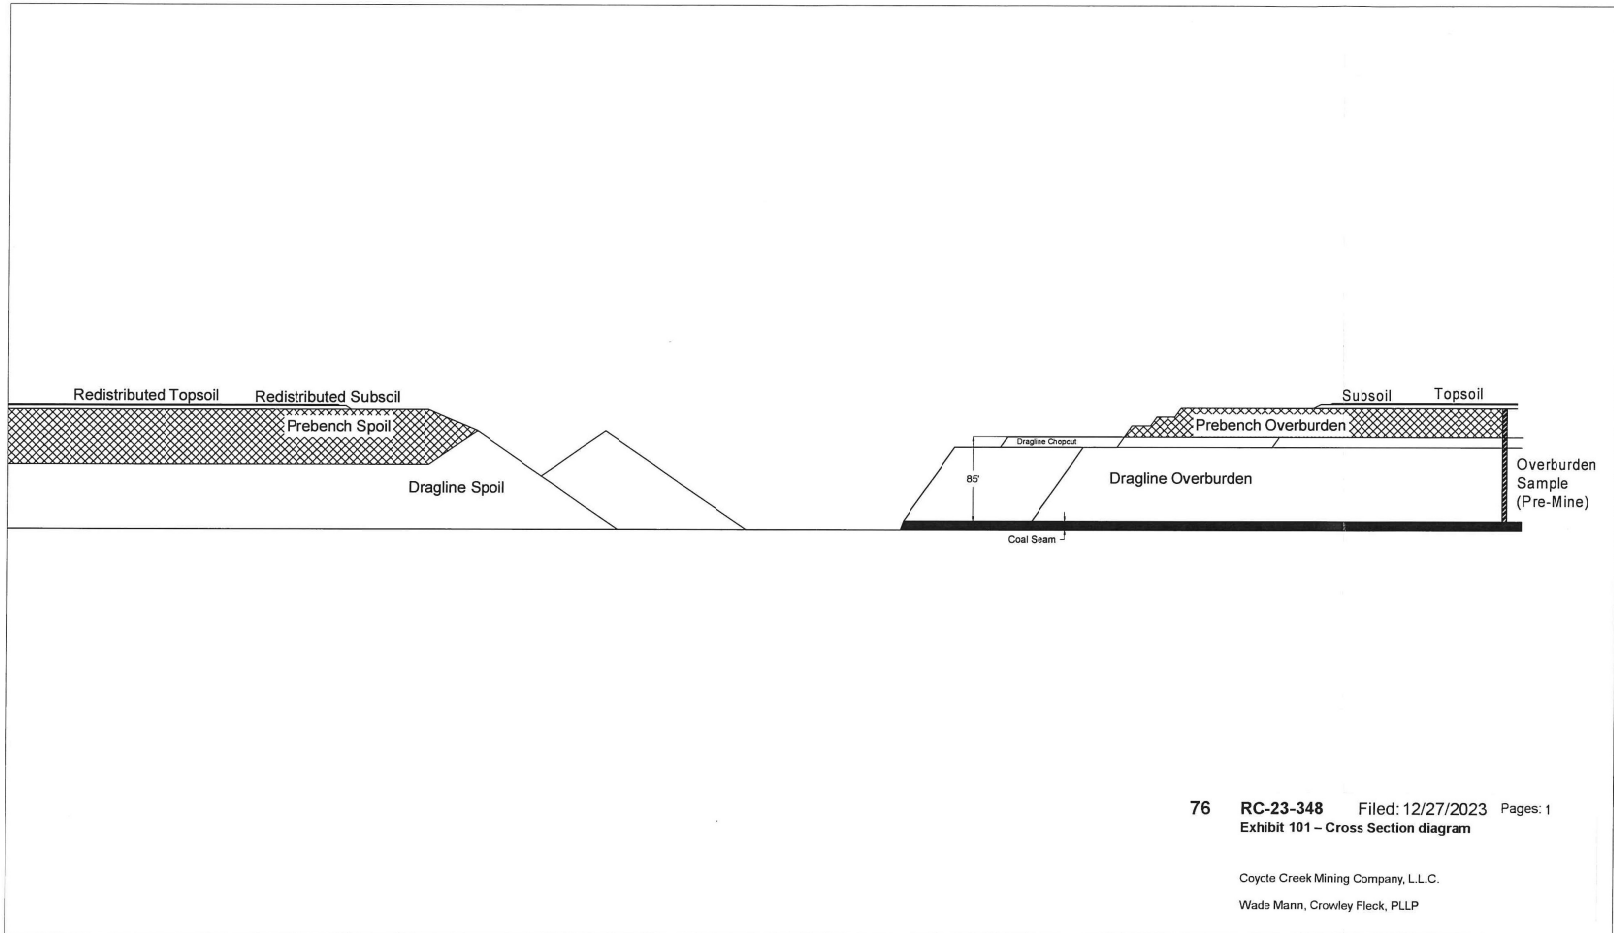 Redistributed Topsoil
Redistributed Subsoil
Prebench Spoil
Dragline Spoil
Subsoil
Topsoil
Prebench Overburden
Dragline Chopcut
85'
Dragline Overburden
Overburden
Sample
(Pre-Mine)
Coal Seam
76 RC-23-348 Filed: 12/27/2023 Pages: 1
Exhibit 101 – Cross Section diagram
Coyote Creek Mining Company, L.L.C.
Wade Mann, Crowley Fleck, PLLP